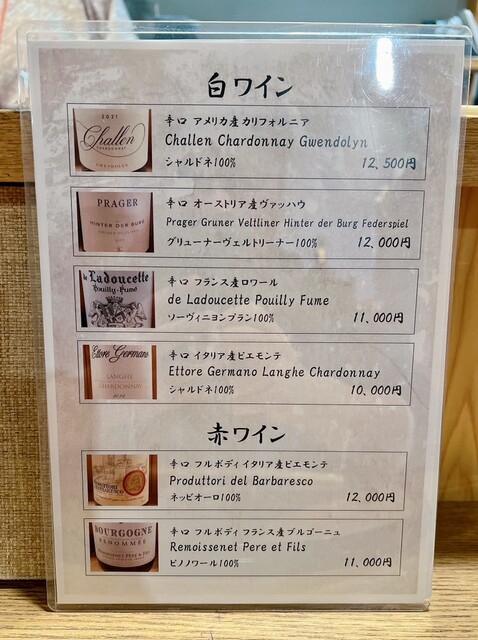 白ワイン
2021
Challen
CHARDONNAY
GWENDOLYN
辛口 アメリカ産カリフォルニア
Challen Chardonnay Gwendolyn
シャルドネ100% 12,500円
PRAGER
HINTER DER BURG
辛口 オーストリア産ヴァッハウ
Prager Gruner Veltliner Hinter der Burg Federspiel
グリューナーヴェルトリーナー100% 12,000円
de Ladoucette
Pouilly-Fumé
辛口 フランス産ロワール
de Ladoucette Pouilly Fume
ソーヴィニヨンブラン100% 11,000円
Ettore Germano
LANGHE
CHARDONNAY
辛口 イタリア産ピエモンテ
Ettore Germano Langhe Chardonnay
シャルドネ100% 10,000円
赤ワイン
PRODUTTORI
BARBARESCO
辛口 フルボディ イタリア産ピエモンテ
Produttori del Barbaresco
ネッビオーロ100% 12,000円
BOURGOGNE
RENOMMÉE
REMOISSENET PÈRE & FILS
辛口 フルボディ フランス産ブルゴーニュ
Remoissenet Pere et Fils
ピノノワール100% 11,000円